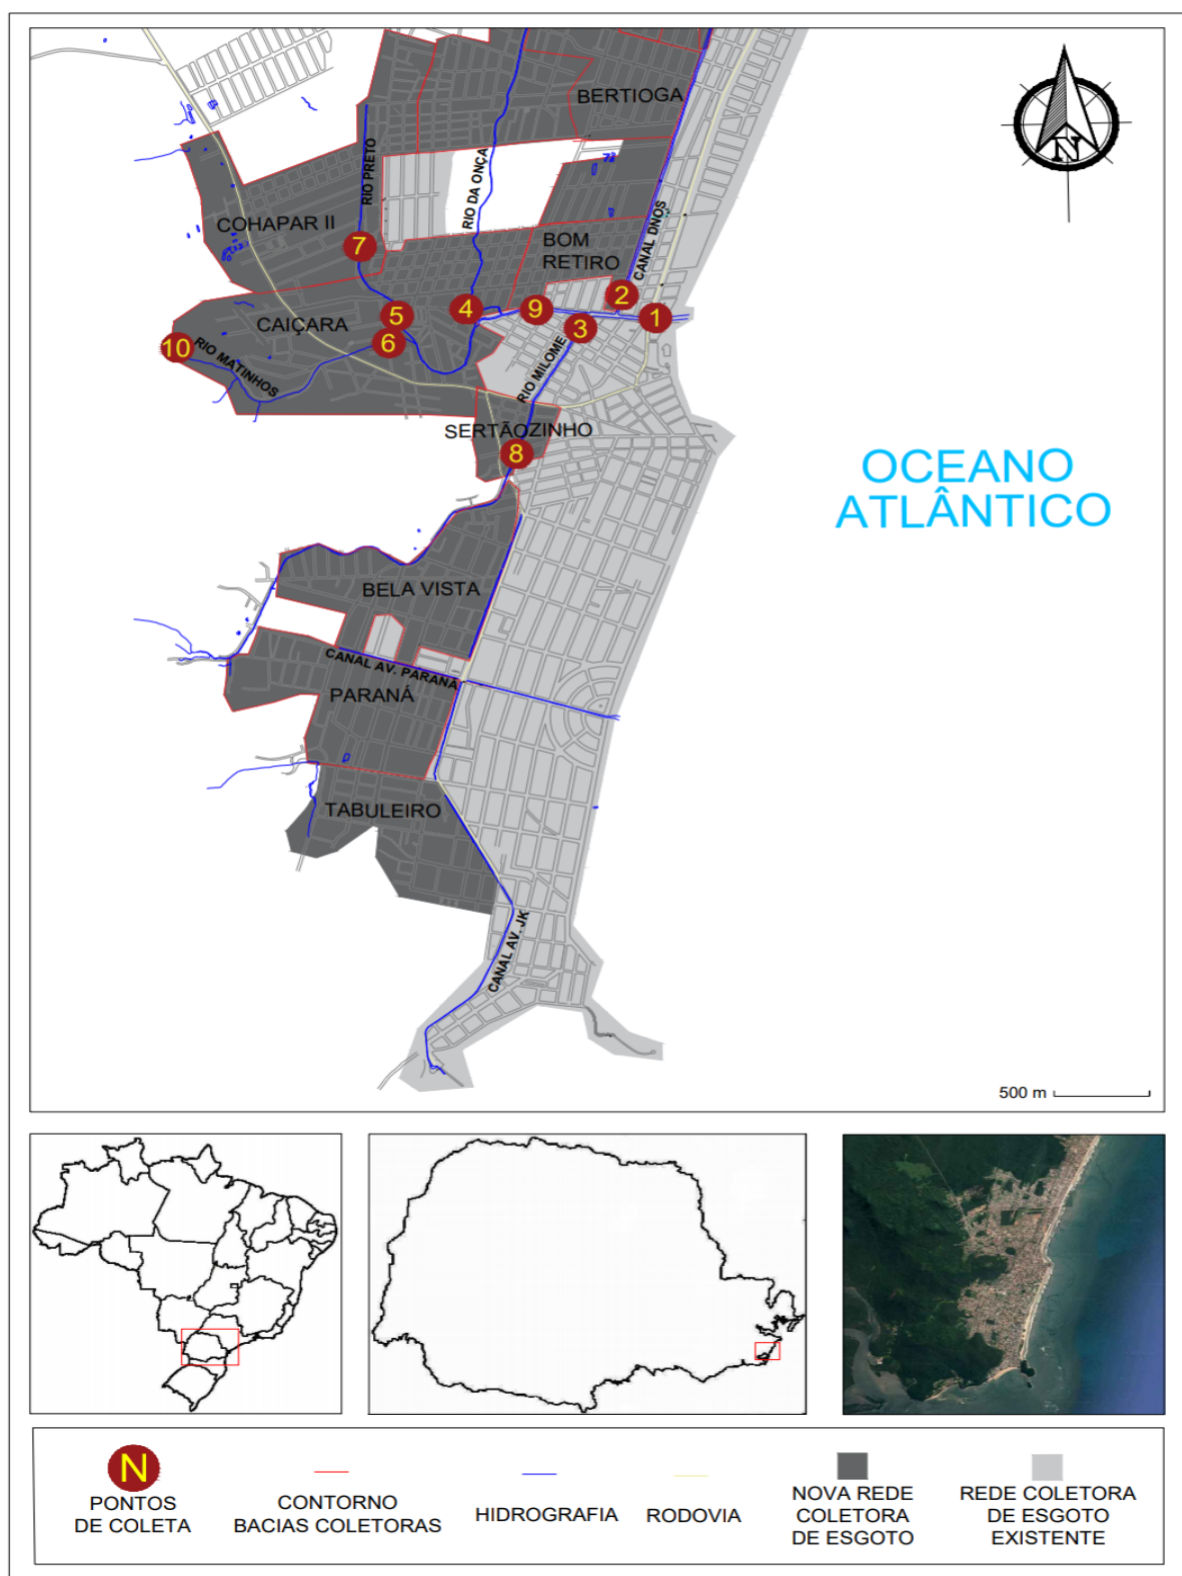 BERTIOGA
N
RIO PRETO
RIO DA ONÇA
COHAPAR II
BOM
RETIRO
CANAL DNOS
7
2
4
9
1
5
3
CAIÇARA
6
10
RIO MATINHOS
RIO MILOME
SERTÃOZINHO
8
OCEANO
ATLÂNTICO
BELA VISTA
CANAL AV. PARANÁ
PARANÁ
TABULEIRO
CANAL AV. JK
500 m
N
PONTOS
DE COLETA
CONTORNO
BACIAS COLETORAS
HIDROGRAFIA
RODOVIA
NOVA REDE
COLETORA
DE ESGOTO
REDE COLETORA
DE ESGOTO
EXISTENTE